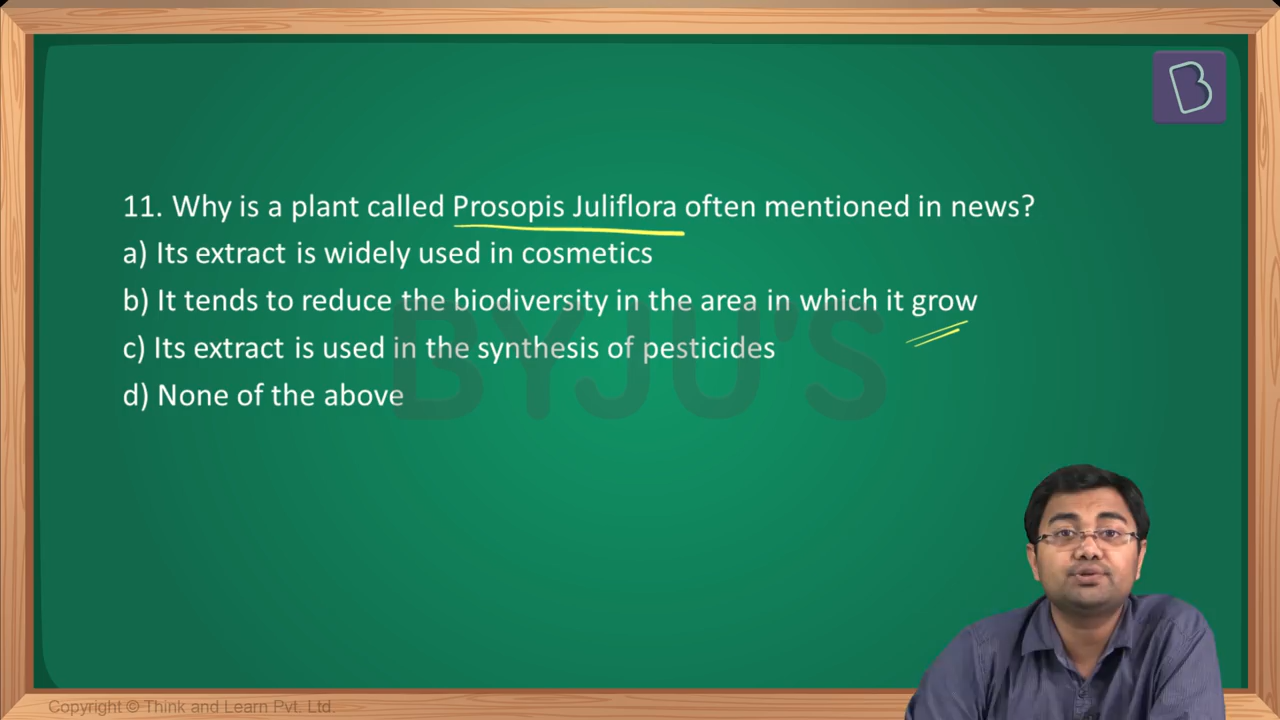 11. Why is a plant called Prosopis Juliflora often mentioned in news?
a) Its extract is widely used in cosmetics
b) It tends to reduce the biodiversity in the area in which it grow
c) Its extract is used in the synthesis of pesticides
d) None of the above
BYJU'S
B
Copyright © Think and Learn Pvt. Ltd.